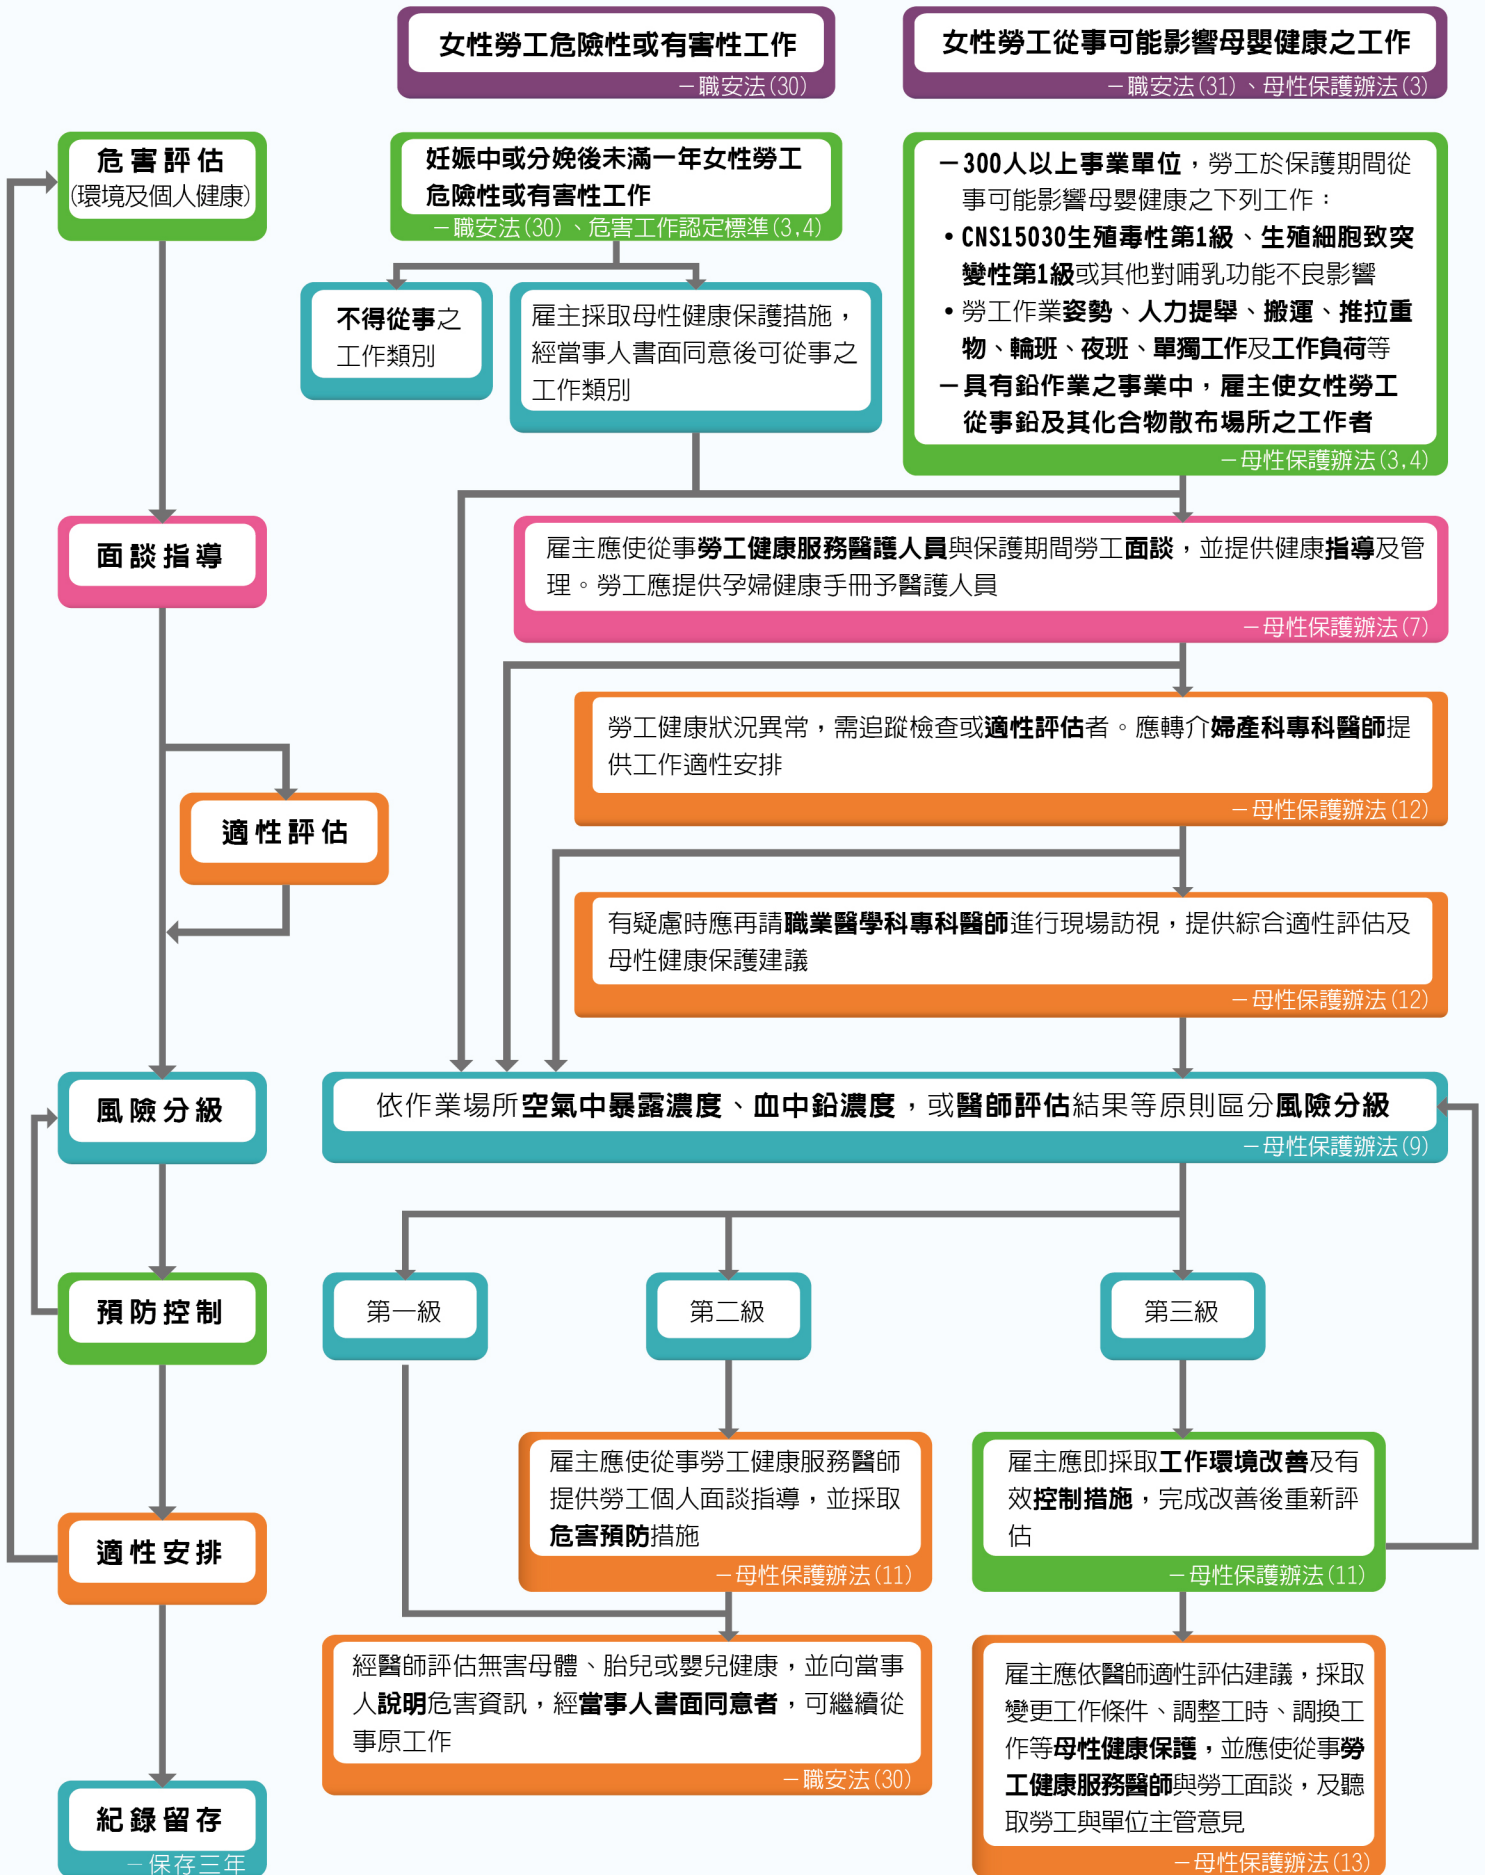 女性勞工危險性或有害性工作
－職安法(30)
女性勞工從事可能影響母嬰健康之工作
－職安法(31)、母性保護辦法(3)
危害評估
(環境及個人健康)
妊娠中或分娩後未滿一年女性勞工
危險性或有害性工作
－職安法(30)、危害工作認定標準(3,4)
不得從事之
工作類別
雇主採取母性健康保護措施，
經當事人書面同意後可從事之
工作類別
－300人以上事業單位，勞工於保護期間從
事可能影響母嬰健康之下列工作：
•CNS15030生殖毒性第1級、生殖細胞致突
變性第1級或其他對哺乳功能不良影響
•勞工作業姿勢、人力提舉、搬運、推拉重
物、輪班、夜班、單獨工作及工作負荷等
－具有鉛作業之事業中，雇主使女性勞工
從事鉛及其化合物散布場所之工作者
－母性保護辦法(3,4)
面談指導
雇主應使從事勞工健康服務醫護人員與保護期間勞工面談，並提供健康指導及管
理。勞工應提供孕婦健康手冊予醫護人員
－母性保護辦法(7)
勞工健康狀況異常，需追蹤檢查或適性評估者。應轉介婦產科專科醫師提
供工作適性安排
－母性保護辦法(12)
適性評估
有疑慮時應再請職業醫學科專科醫師進行現場訪視，提供綜合適性評估及
母性健康保護建議
－母性保護辦法(12)
風險分級
依作業場所空氣中暴露濃度、血中鉛濃度，或醫師評估結果等原則區分風險分級
－母性保護辦法(9)
預防控制
第一級
第二級
第三級
雇主應使從事勞工健康服務醫師
提供勞工個人面談指導，並採取
危害預防措施
－母性保護辦法(11)
雇主應即採取工作環境改善及有
效控制措施，完成改善後重新評
估
－母性保護辦法(11)
適性安排
經醫師評估無害母體、胎兒或嬰兒健康，並向當事
人說明危害資訊，經當事人書面同意者，可繼續從
事原工作
－職安法(30)
雇主應依醫師適性評估建議，採取
變更工作條件、調整工時、調換工
作等母性健康保護，並應使從事勞
工健康服務醫師與勞工面談，及聽
取勞工與單位主管意見
－母性保護辦法(13)
紀錄留存
－保存三年